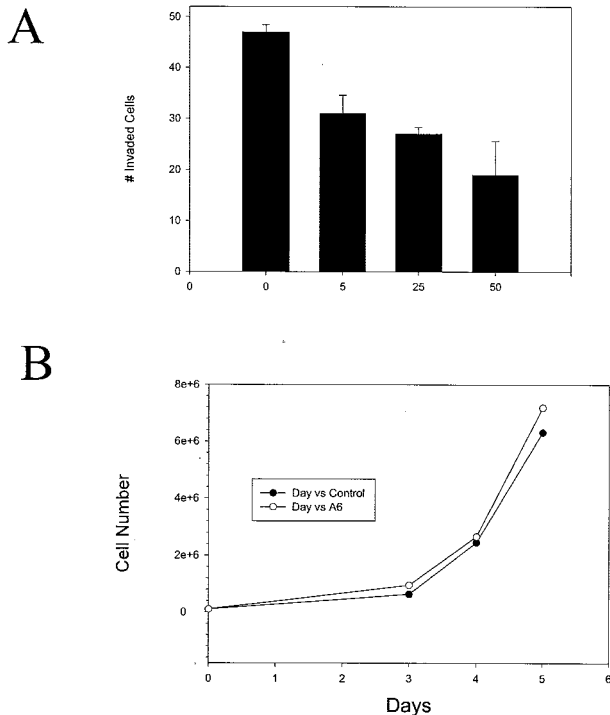 A
# Invaded Cells
50
40
30
20
10
0
0 0 5 25 50
B
Cell Number
8e+6
6e+6
4e+6
2e+6
0
Day vs Control
Day vs A6
0 1 2 3 4 5 6
Days